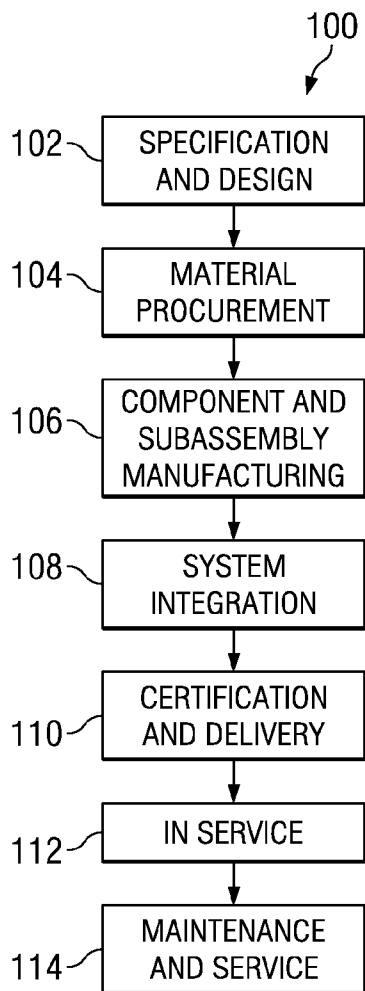 100
102
SPECIFICATION
AND DESIGN
104
MATERIAL
PROCUREMENT
106
COMPONENT AND
SUBASSEMBLY
MANUFACTURING
108
SYSTEM
INTEGRATION
110
CERTIFICATION
AND DELIVERY
112
IN SERVICE
114
MAINTENANCE
AND SERVICE